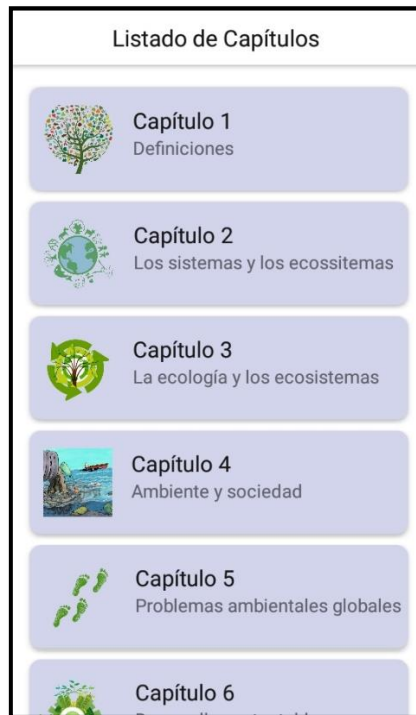 Listado de Capítulos
Capítulo 1
Definiciones
Capítulo 2
Los sistemas y los ecossitemas
Capítulo 3
La ecología y los ecosistemas
Capítulo 4
Ambiente y sociedad
Capítulo 5
Problemas ambientales globales
Capítulo 6